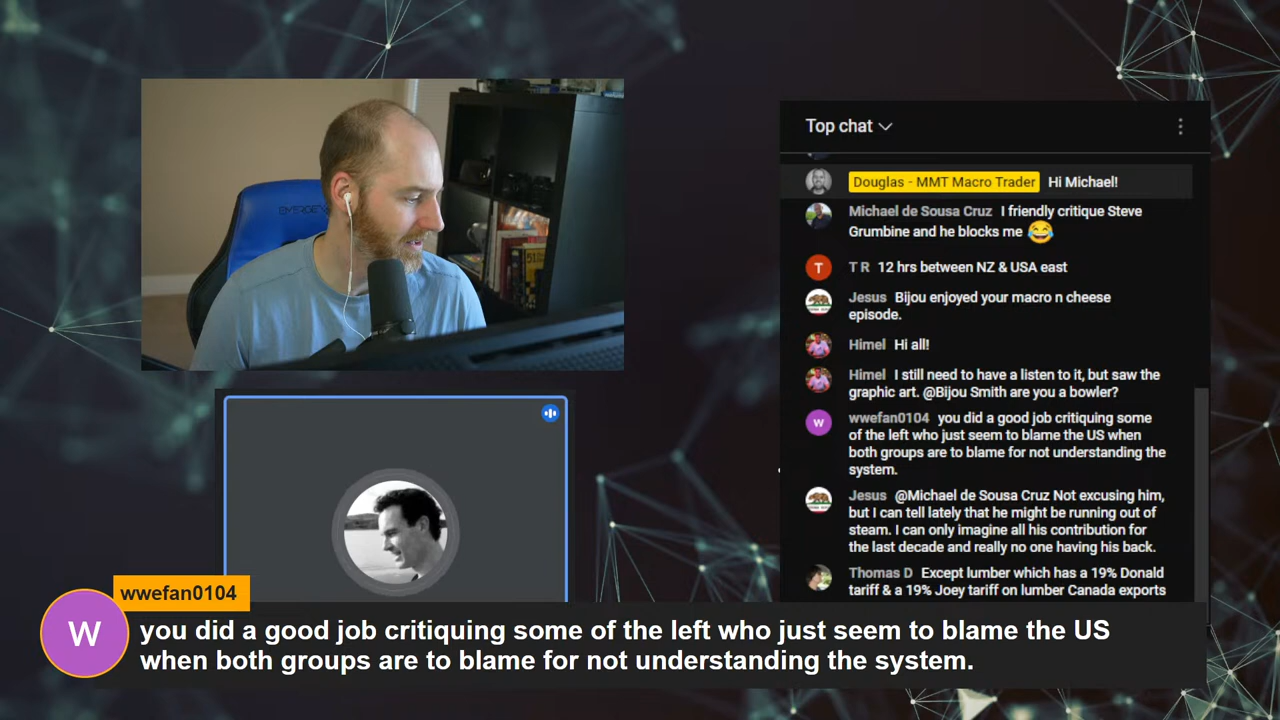 Top chat
Douglas - MMT Macro Trader Hi Michael!
Michael de Sousa Cruz I friendly critique Steve
Grumbine and he blocks me 😂
T
T R 12 hrs between NZ & USA east
Jesus Bijou enjoyed your macro n cheese
episode.
Himel Hi all!
Himel I still need to have a listen to it, but saw the
graphic art. @Bijou Smith are you a bowler?
W
wwefan0104 you did a good job critiquing some
of the left who just seem to blame the US when
both groups are to blame for not understanding the
system.
Jesus @Michael de Sousa Cruz Not excusing him,
but I can tell lately that he might be running out of
steam. I can only imagine all his contribution for
the last decade and really no one having his back.
Thomas D Except lumber which has a 19% Donald
tariff & a 19% Joey tariff on lumber Canada exports
wwefan0104
W
you did a good job critiquing some of the left who just seem to blame the US
when both groups are to blame for not understanding the system.